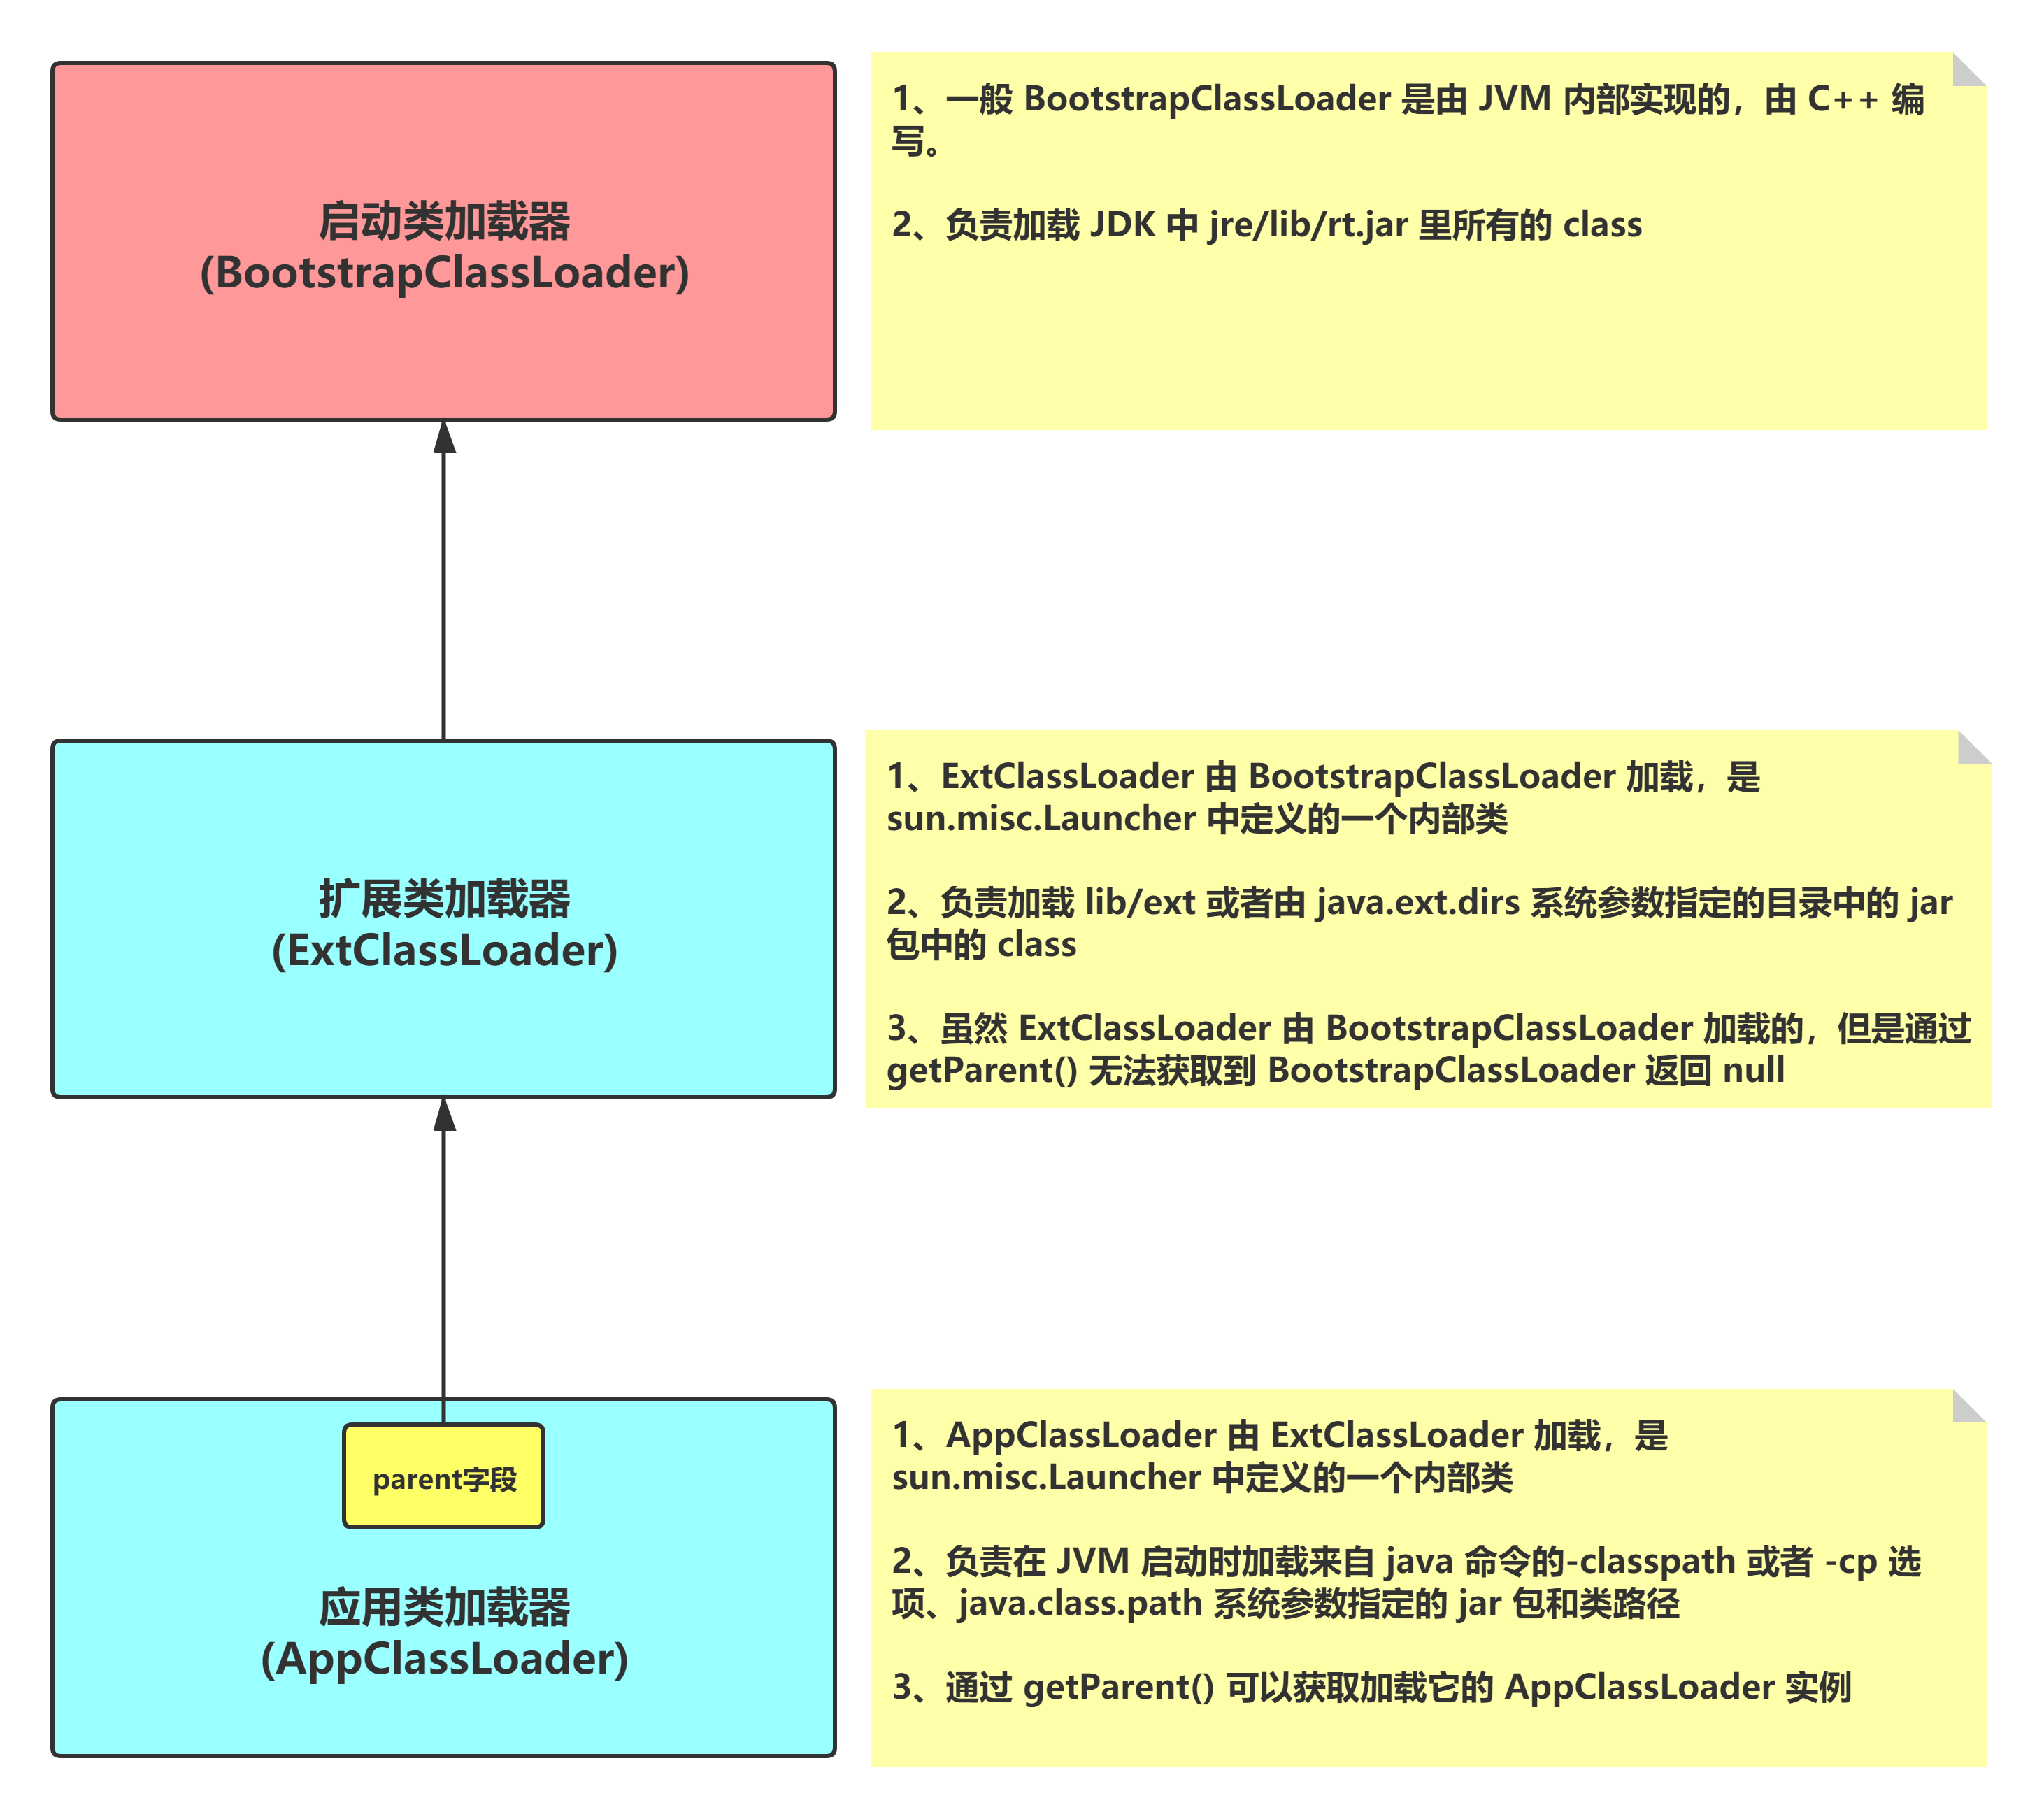 启动类加载器
(BootstrapClassLoader)
1、一般 BootstrapClassLoader 是由 JVM 内部实现的，由 C++ 编
写。
2、负责加载 JDK 中 jre/lib/rt.jar 里所有的 class
扩展类加载器
(ExtClassLoader)
1、ExtClassLoader 由 BootstrapClassLoader 加载，是
sun.misc.Launcher 中定义的一个内部类
2、负责加载 lib/ext 或者由 java.ext.dirs 系统参数指定的目录中的 jar
包中的 class
3、虽然 ExtClassLoader 由 BootstrapClassLoader 加载的，但是通过
getParent() 无法获取到 BootstrapClassLoader 返回 null
parent字段
应用类加载器
(AppClassLoader)
1、AppClassLoader 由 ExtClassLoader 加载，是
sun.misc.Launcher 中定义的一个内部类
2、负责在 JVM 启动时加载来自 java 命令的-classpath 或者 -cp 选
项、java.class.path 系统参数指定的 jar 包和类路径
3、通过 getParent() 可以获取加载它的 AppClassLoader 实例